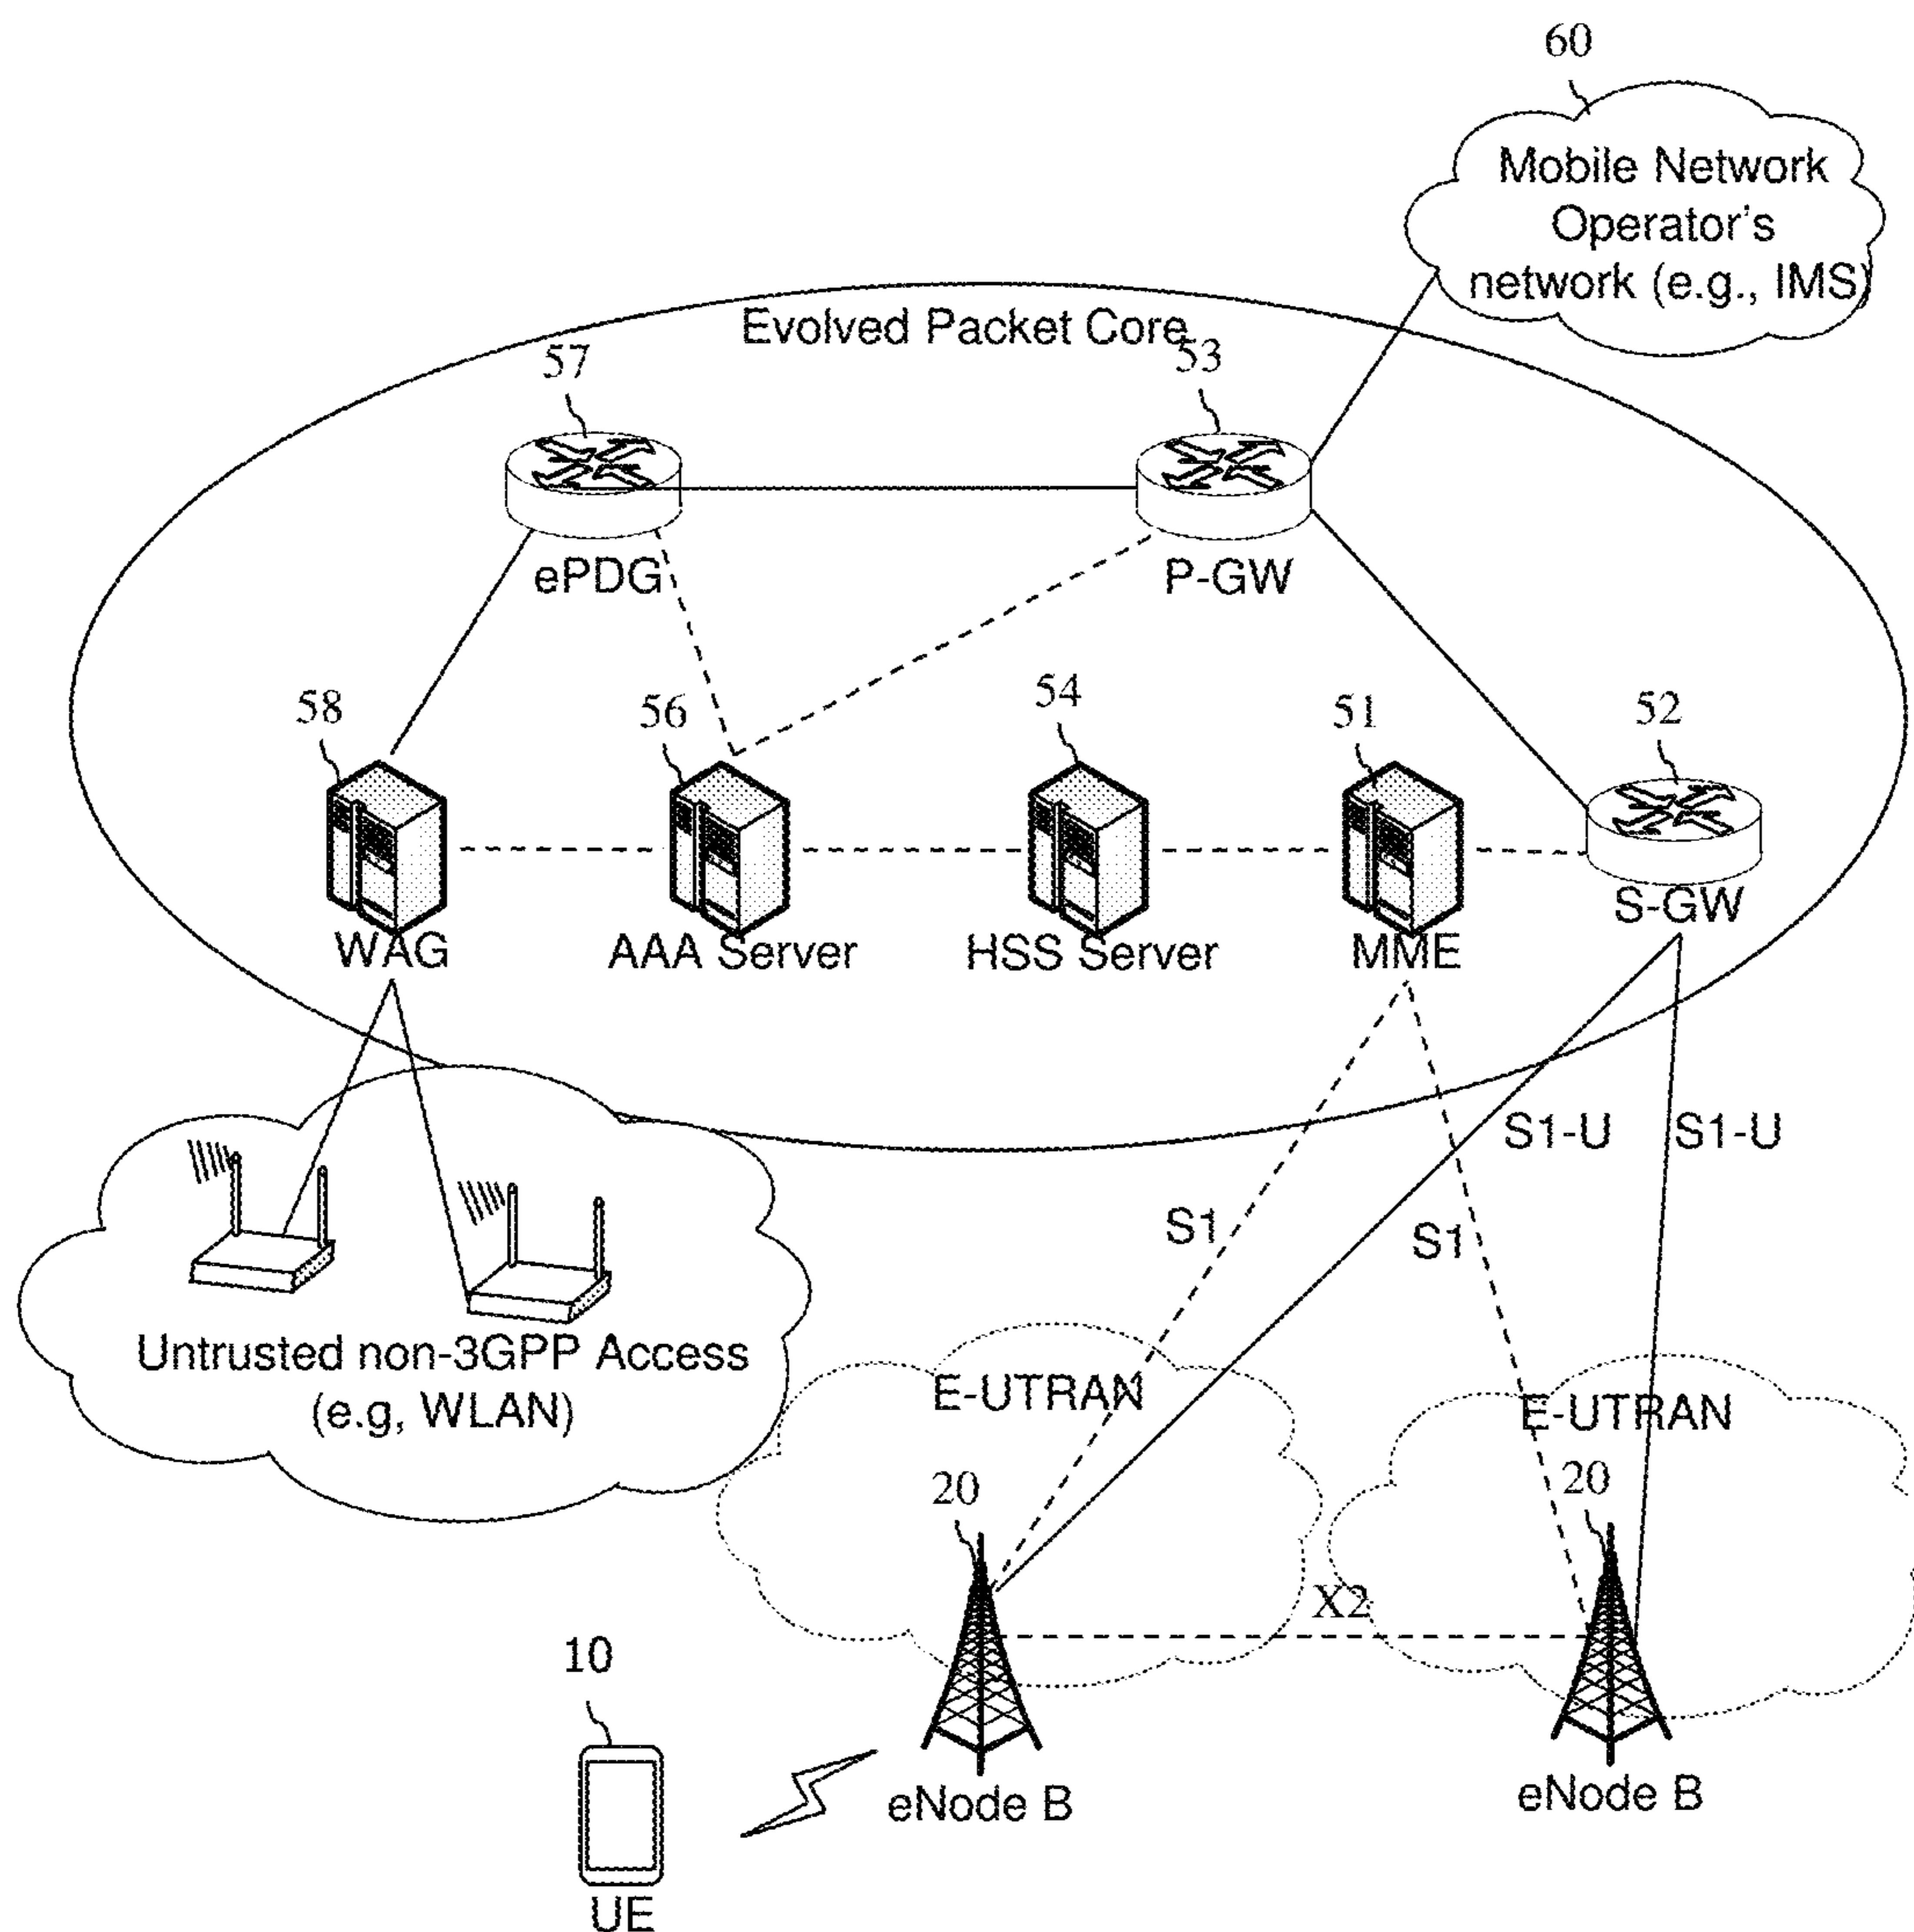 60
Mobile Network
Operator's
network (e.g., IMS)
Evolved Packet Core
57
53
ePDG
P-GW
58
56
54
51
52
WAG
AAA Server
HSS Server
MME
S-GW
S1-U
S1-U
S1
S1
Untrusted non-3GPP Access
(e.g, WLAN)
E-UTRAN
E-UTRAN
20
20
X2
10
eNode B
eNode B
UE